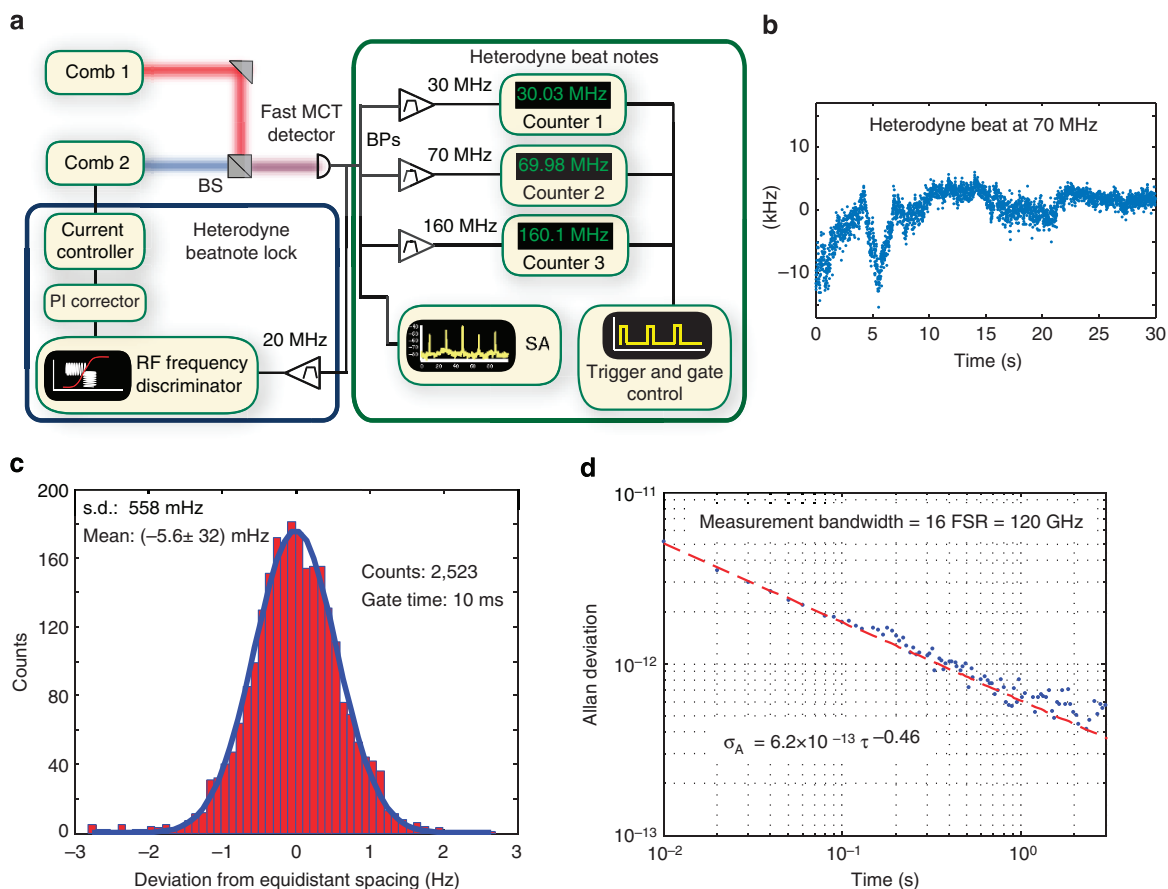 a
Comb 1
Comb 2
BS
Fast MCT
detector
Current
controller
PI corrector
RF frequency
discriminator
Heterodyne
beatnote lock
20 MHz
Heterodyne beat notes
BPs
30 MHz
30.03 MHz
Counter 1
70 MHz
69.98 MHz
Counter 2
160 MHz
160.1 MHz
Counter 3
SA
Trigger and gate
control
b
Heterodyne beat at 70 MHz
(kHz)
10
0
−10
0 5 10 15 20 25 30
Time (s)
c
s.d.: 558 mHz
Mean: (−5.6± 32) mHz
Counts: 2,523
Gate time: 10 ms
Counts
200
160
120
80
40
0
−3 −2 −1 0 1 2 3
Deviation from equidistant spacing (Hz)
d
Measurement bandwidth = 16 FSR = 120 GHz
σA = 6.2×10−13 τ−0.46
Allan deviation
10−11
10−12
10−13
10−2 10−1 100
Time (s)